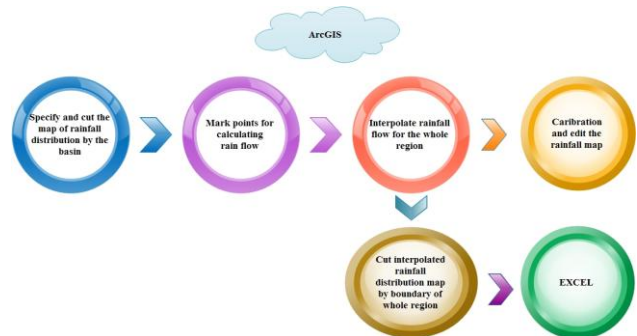 ArcGIS
Specify and cut the
map of rainfall
distribution by the
basin
Mark points for
calculating
rain flow
Interpolate rainfall
flow for the whole
region
Caribration
and edit the
rainfall map
Cut interpolated
rainfall
distribution map
by boundary of
whole region
EXCEL